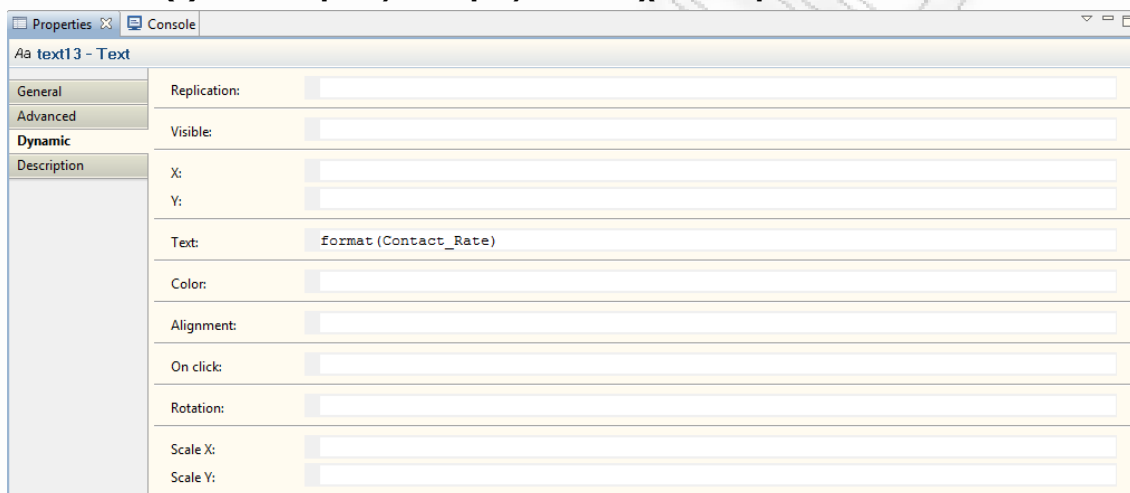 Properties Console
Aa text13 - Text
General
Advanced
Dynamic
Description
Replication:
Visible:
X:
Y:
Text: format(Contact_Rate)
Color:
Alignment:
On click:
Rotation:
Scale X:
Scale Y: